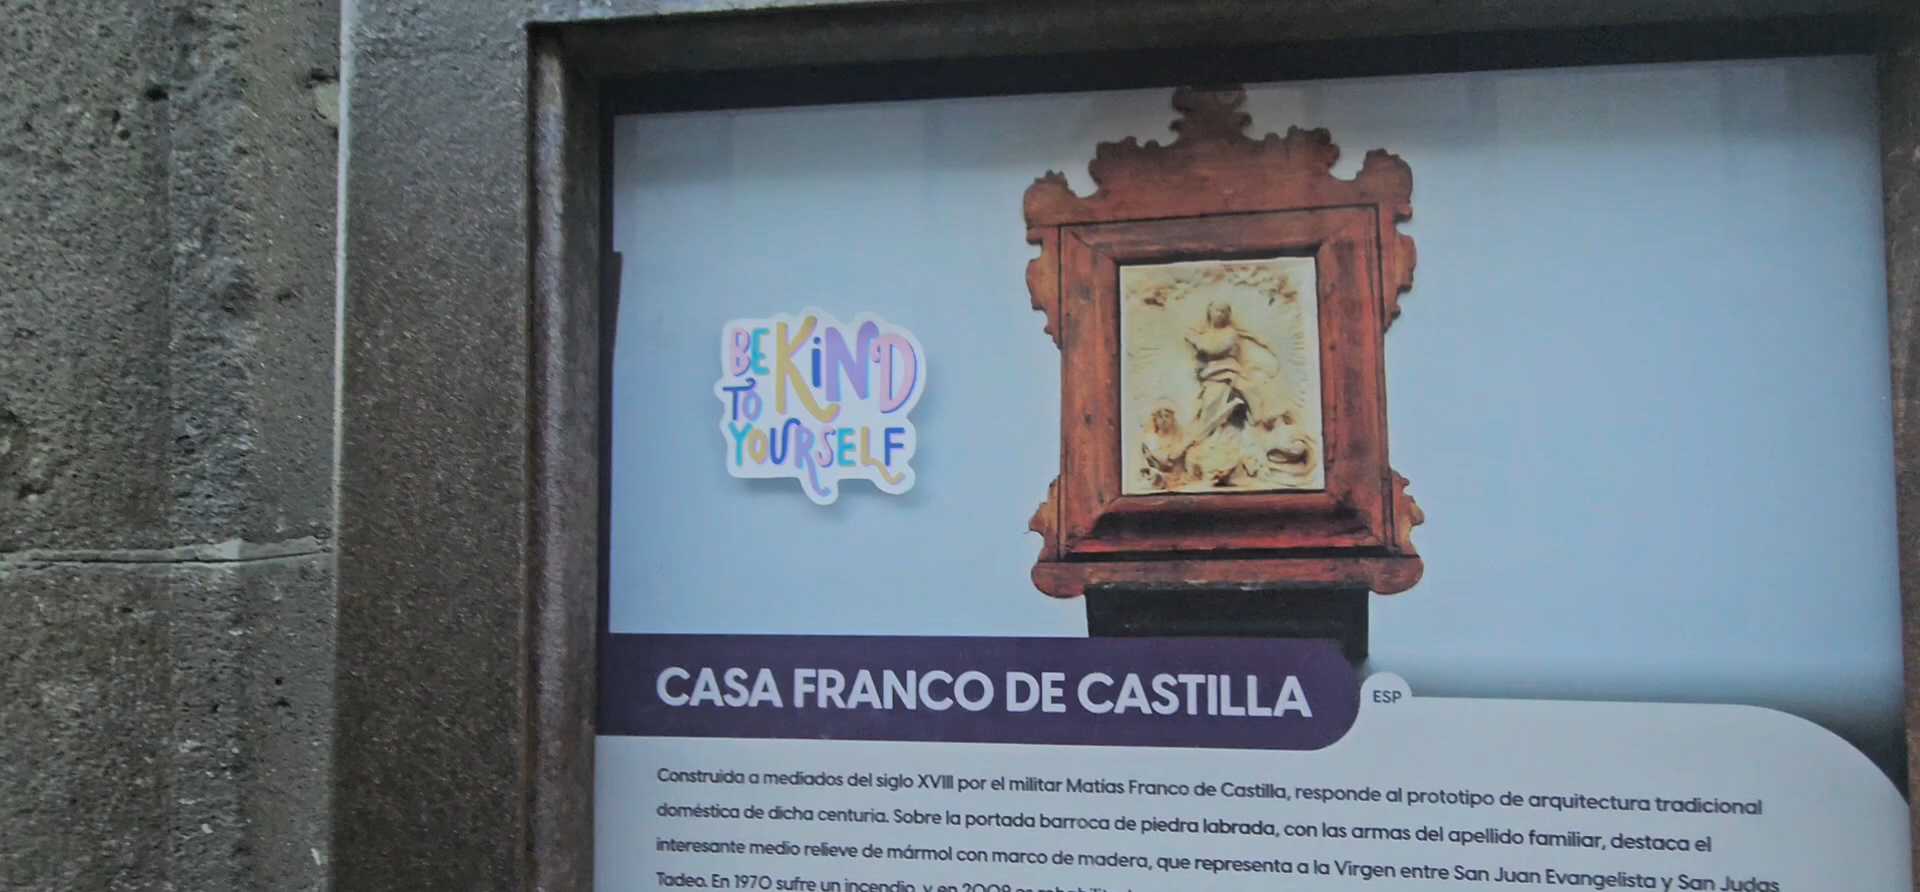 BE KiND
TO
YOURSELF
CASA FRANCO DE CASTILLA
ESP
Construida a mediados del siglo XVIII por el militar Matías Franco de Castilla, responde al prototipo de arquitectura tradicional
doméstica de dicha centuria. Sobre la portada barroca de piedra labrada, con las armas del apellido familiar, destaca el
interesante medio relieve de mármol con marco de madera, que representa a la Virgen entre San Juan Evangelista y San Judas
Tadeo. En 1970 sufre un incendio, y en 2008